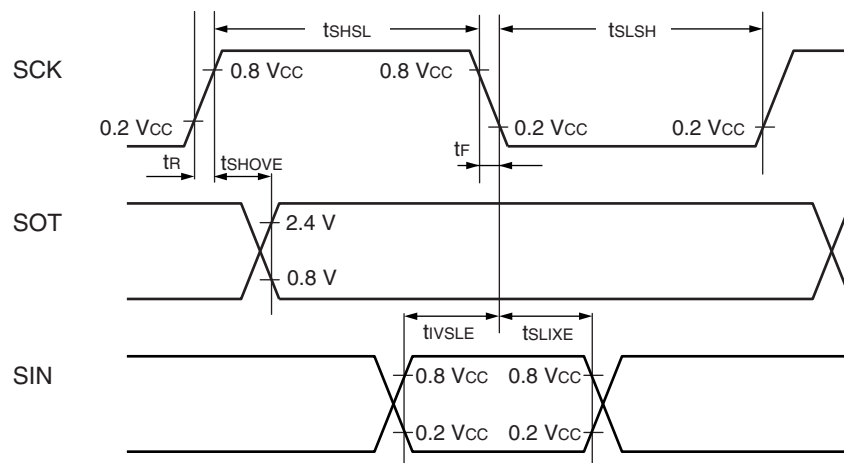 tSHSL tSLSH
SCK 0.8 VCC 0.8 VCC
0.2 VCC 0.2 VCC 0.2 VCC
tR tSHOVE tF
SOT 2.4 V
0.8 V
tIVSLE tSLIXE
SIN 0.8 VCC 0.8 VCC
0.2 VCC 0.2 VCC